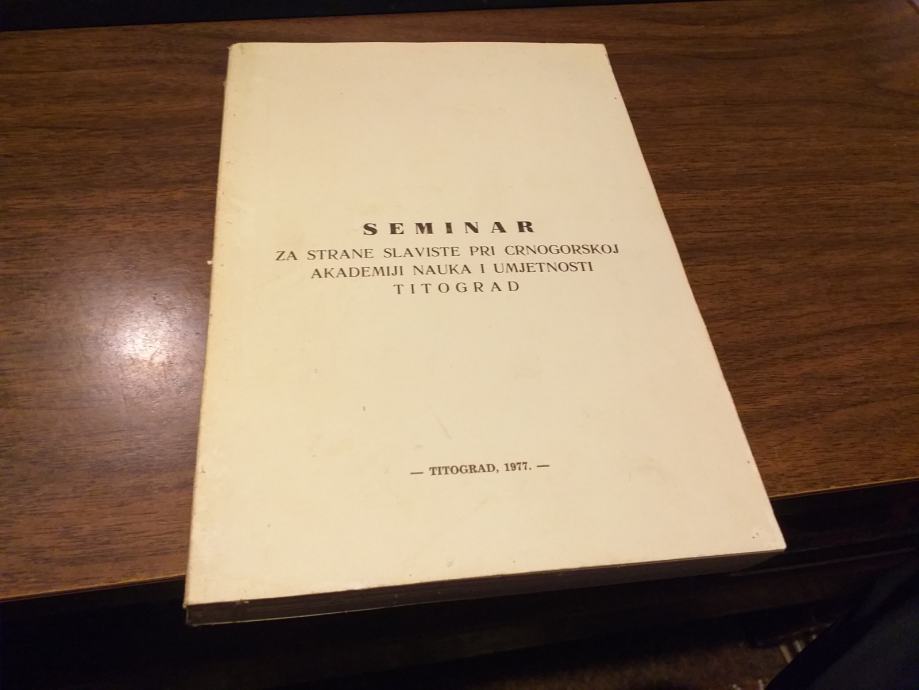 SEMINAR
ZA STRANE SLAVISTE PRI CRNOGORSKOJ
AKADEMIJI NAUKA I UMJETNOSTI
TITOGRAD
— TITOGRAD, 1977. —